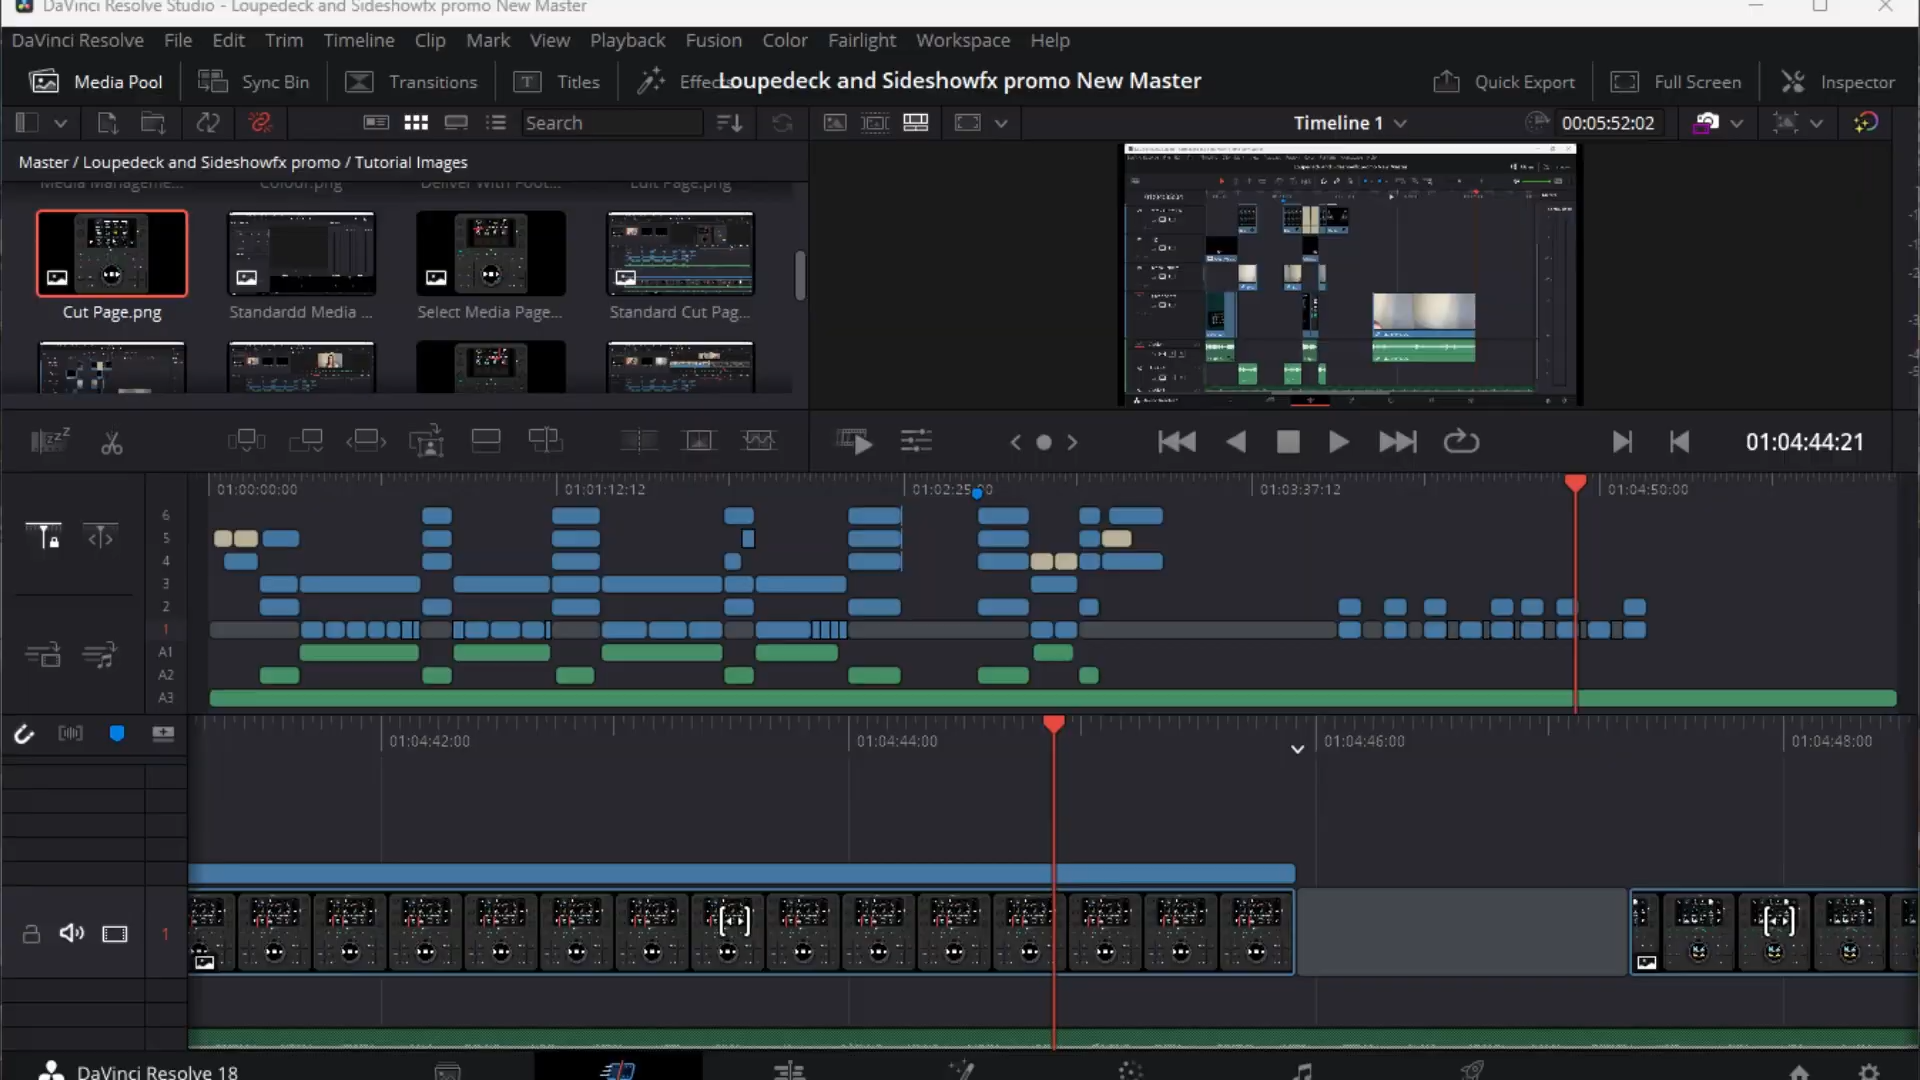 DaVinci Resolve Studio - Loupedeck and Sideshowfx promo New Master
DaVinci Resolve File Edit Trim Timeline Clip Mark View Playback Fusion Color Fairlight Workspace Help
Media Pool Sync Bin Transitions Titles Effec Loupedeck and Sideshowfx promo New Master Quick Export Full Screen Inspector
Search Timeline 1 00:05:52:02
Master / Loupedeck and Sideshowfx promo / Tutorial Images
Media Manageme... Colour.png Deliver With Foot... Edit Page.png
Cut Page.png Standardd Media ... Select Media Page... Standard Cut Pag...
01:04:44:21
01:00:00:00 01:01:12:12 01:02:25:00 01:03:37:12 01:04:50:00
6
5
4
3
2
1
A1
A2
A3
01:04:42:00 01:04:44:00 01:04:46:00 01:04:48:00
1
DaVinci Resolve 18